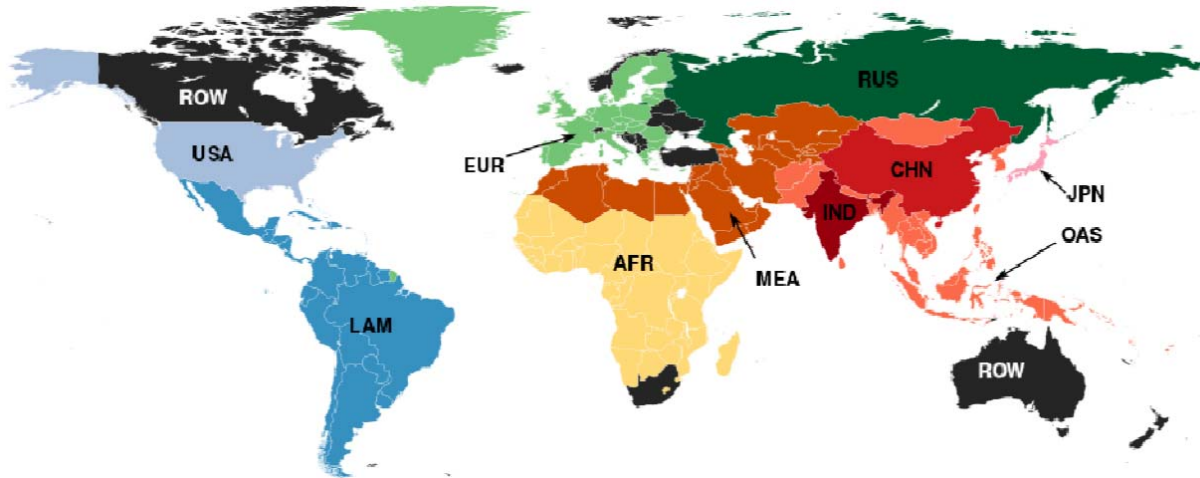 ROW
RUS
USA
EUR
CHN
JPN
IND
OAS
AFR
MEA
LAM
ROW